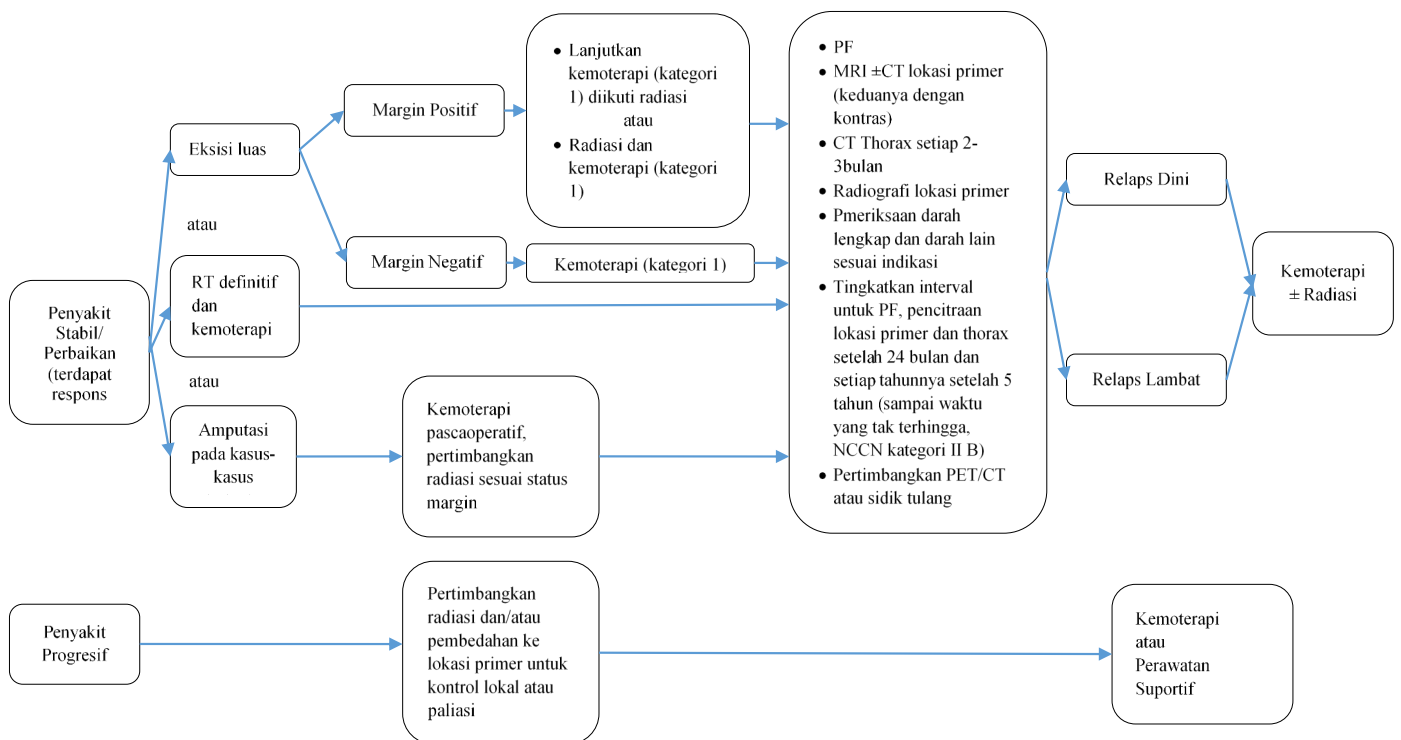 Penyakit
Stabil/
Perbaikan
(terdapat
respons
Eksisi luas
atau
RT definitif
dan
kemoterapi
atau
Amputasi
pada kasus-
kasus
Margin Positif
Margin Negatif
• Lanjutkan
kemoterapi (kategori
1) diikuti radiasi
atau
• Radiasi dan
kemoterapi (kategori
1)
Kemoterapi (kategori 1)
Kemoterapi
pascaoperatif,
pertimbangkan
radiasi sesuai status
margin
• PF
• MRI ±CT lokasi primer
(keduanya dengan
kontras)
• CT Thorax setiap 2-
3bulan
• Radiografi lokasi primer
• Pmeriksaan darah
lengkap dan darah lain
sesuai indikasi
• Tingkatkan interval
untuk PF, pencitraan
lokasi primer dan thorax
setelah 24 bulan dan
setiap tahunnya setelah 5
tahun (sampai waktu
yang tak terhingga,
NCCN kategori II B)
• Pertimbangkan PET/CT
atau sidik tulang
Relaps Dini
Relaps Lambat
Kemoterapi
± Radiasi
Penyakit
Progresif
Pertimbangkan
radiasi dan/atau
pembedahan ke
lokasi primer untuk
kontrol lokal atau
paliasi
Kemoterapi
atau
Perawatan
Suportif